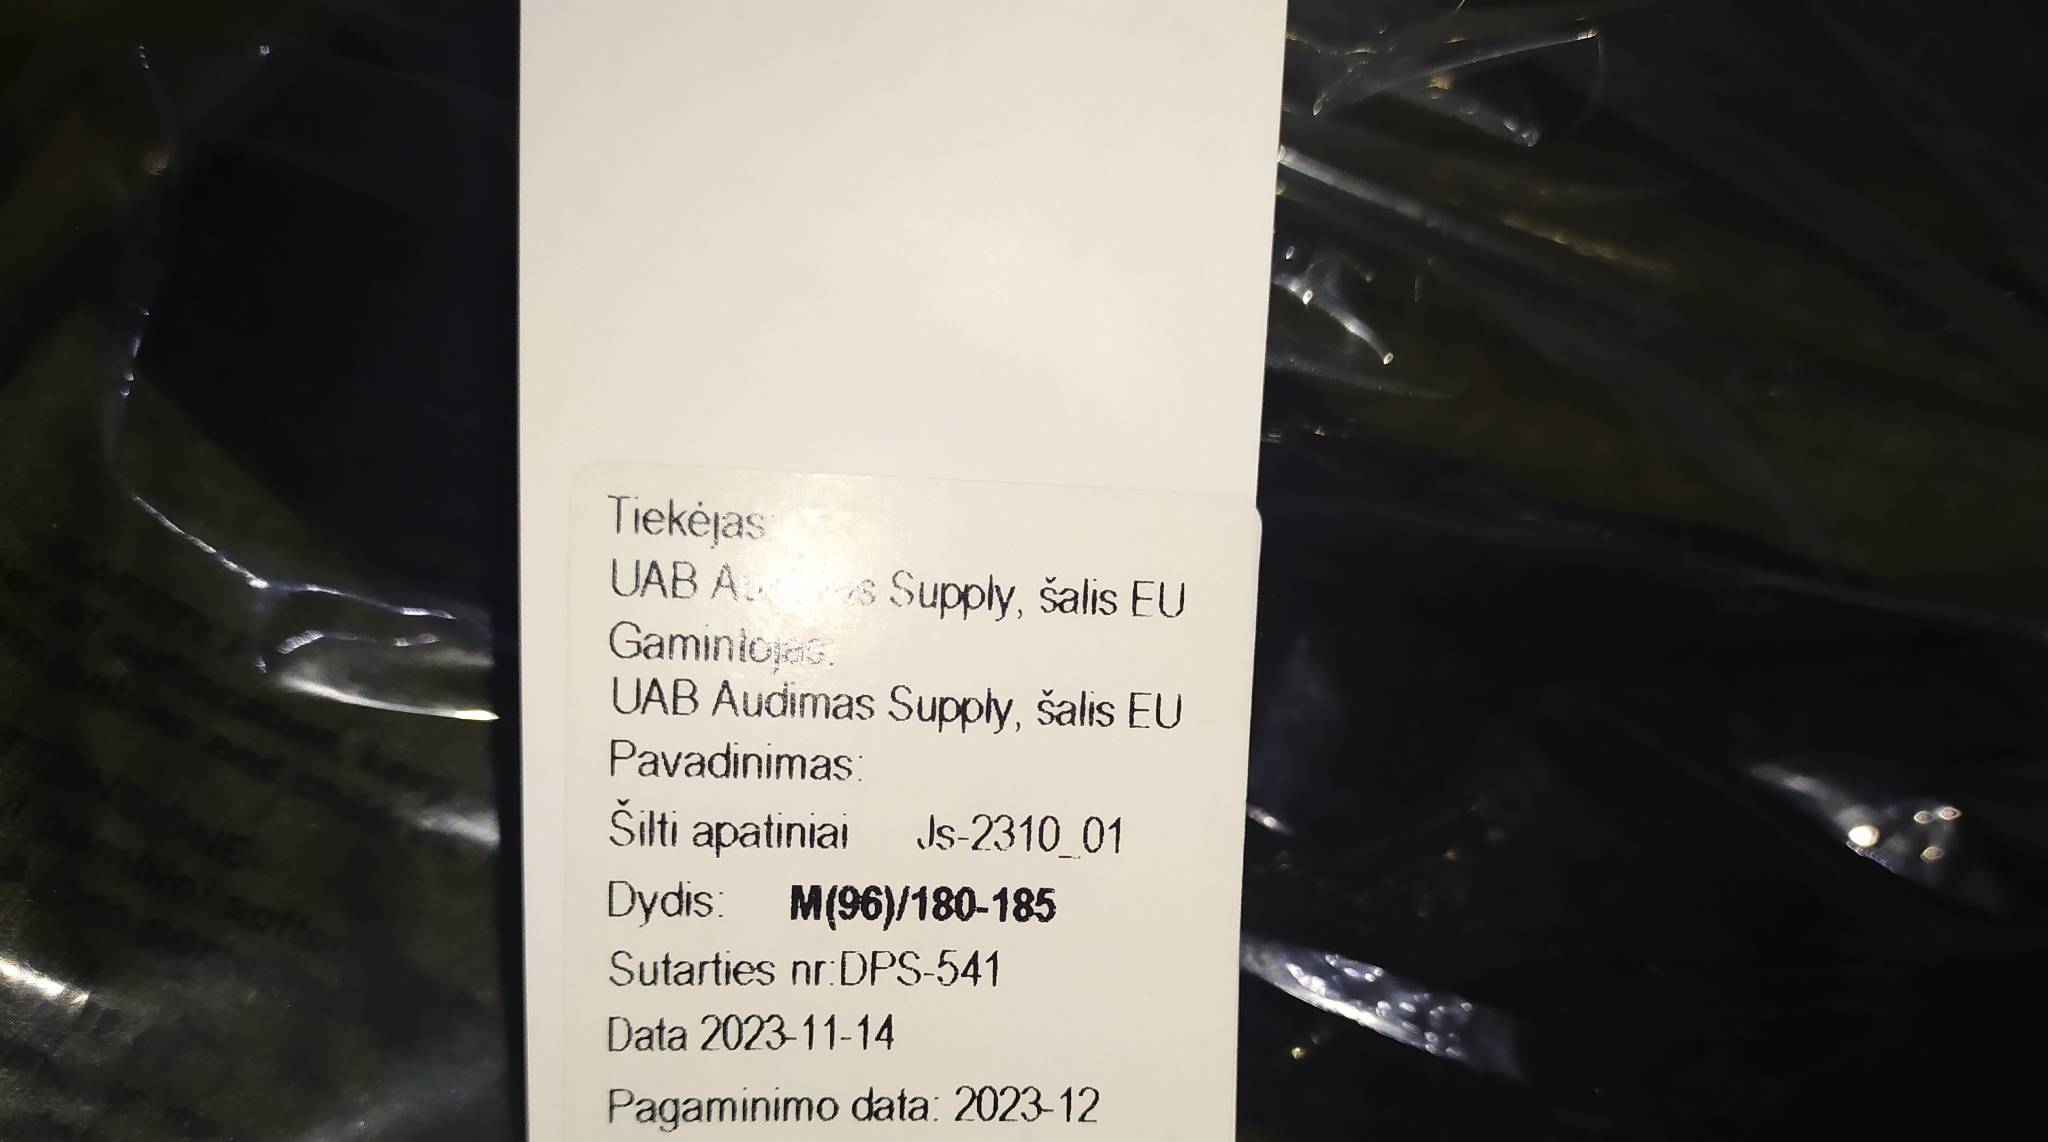 Tiekėjas:
UAB Audimas Supply, šalis EU
Gamintojas:
UAB Audimas Supply, šalis EU
Pavadinimas:
Šilti apatiniai Js-2310_01
Dydis: M(96)/180-185
Sutarties nr:DPS-541
Data 2023-11-14
Pagaminimo data: 2023-12